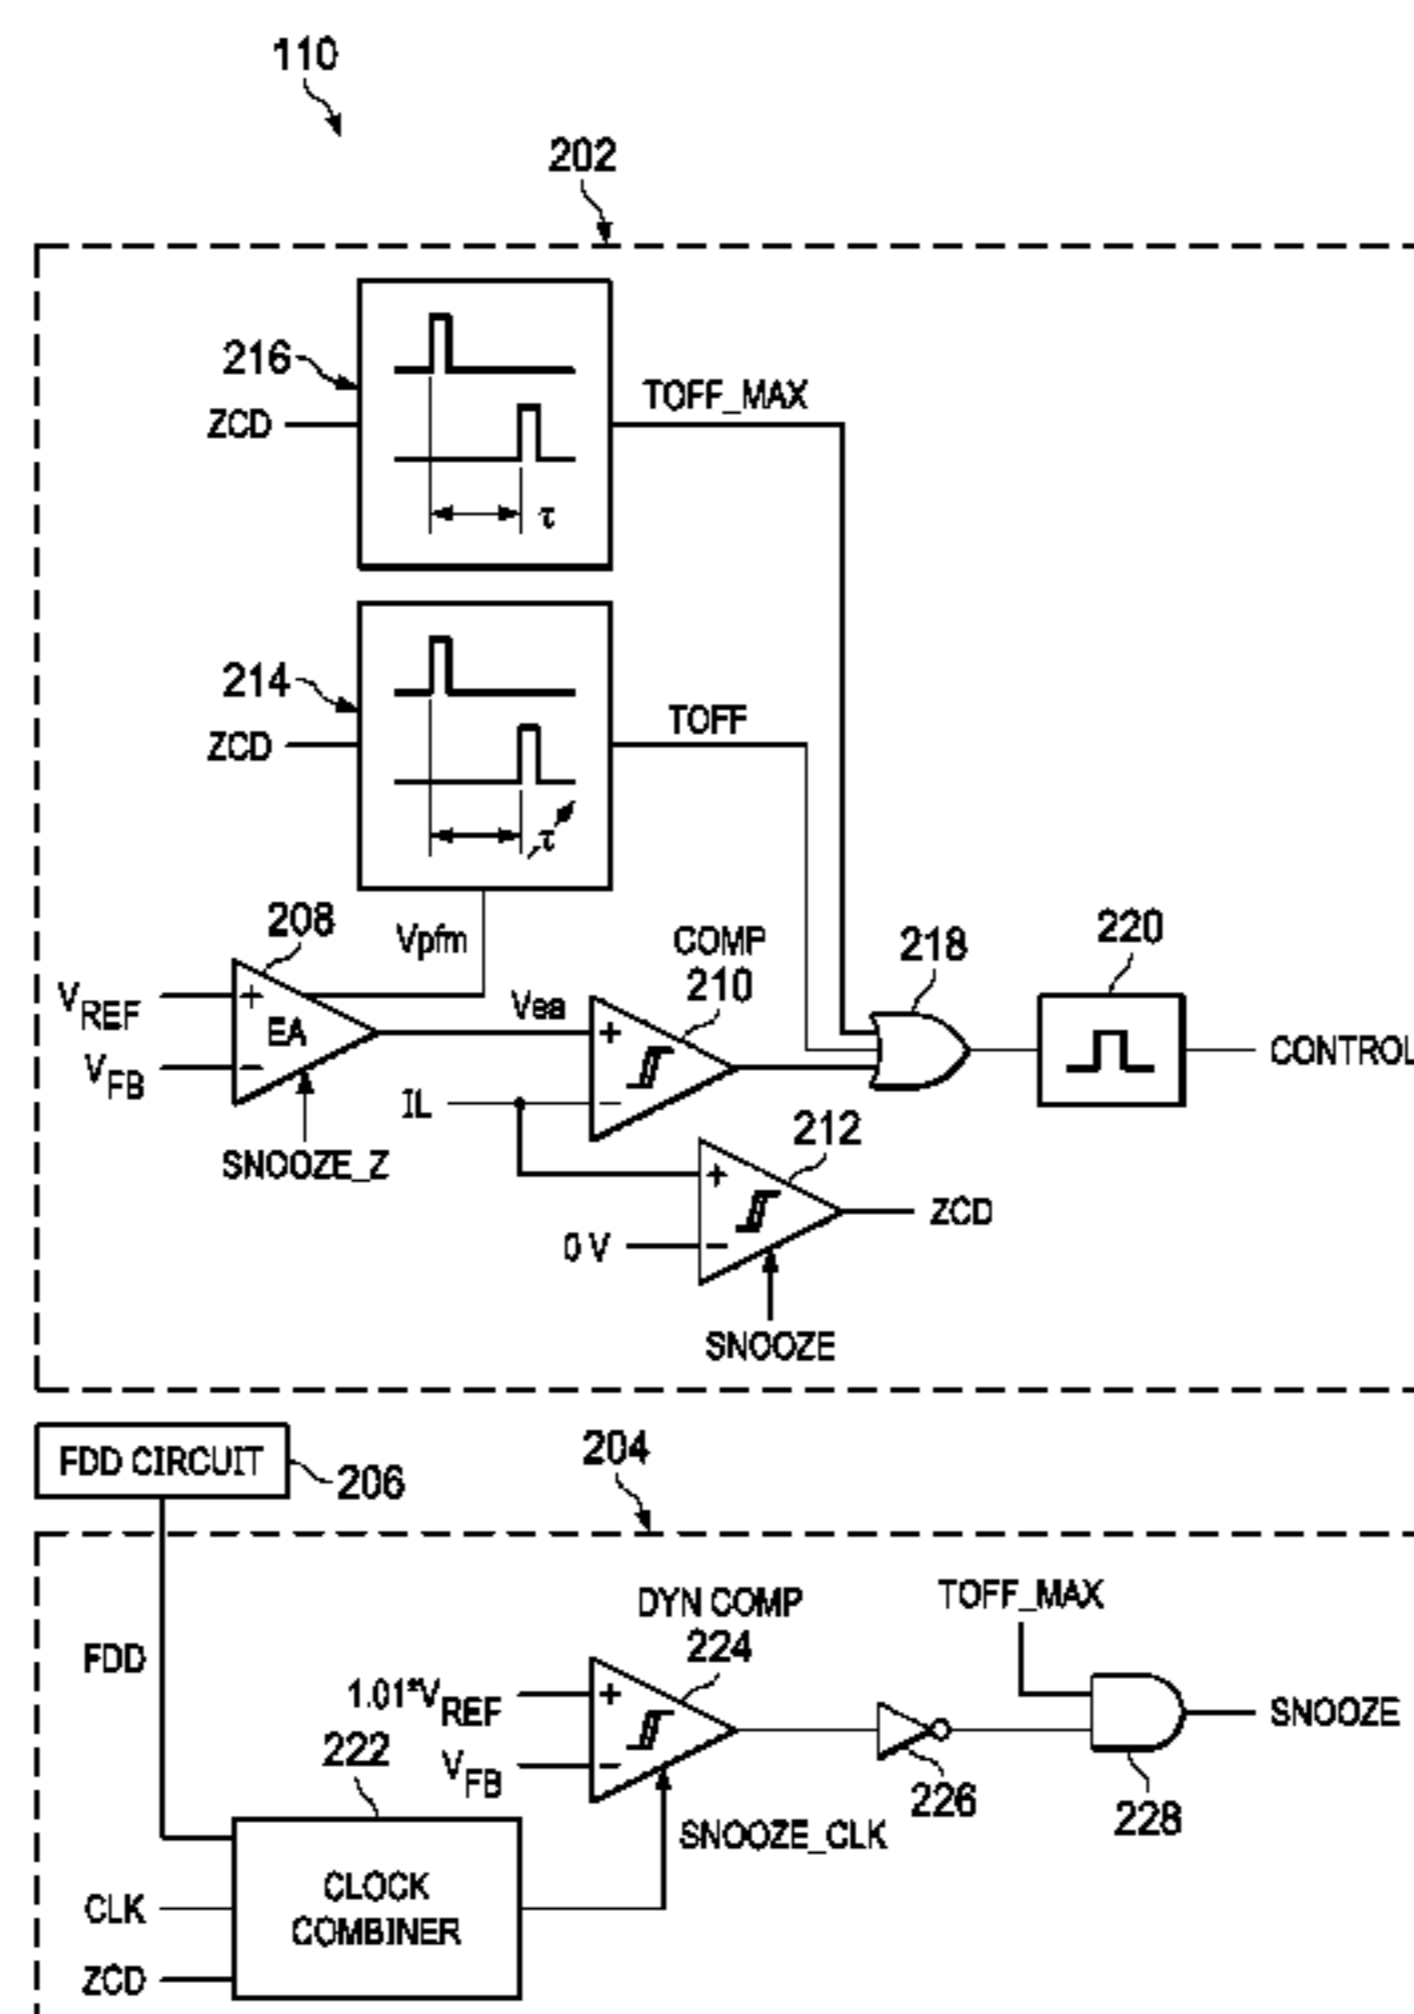 110
202
216
ZCD
TOFF_MAX
τ
214
ZCD
TOFF
τ
208
Vpfm
COMP
210
218
220
VREF
VFB
+
−
EA
Vea
+
−
IL
CONTROL
SNOOZE_Z
212
+
−
0 V
ZCD
SNOOZE
FDD CIRCUIT
206
204
FDD
DYN COMP
224
TOFF_MAX
1.01*VREF
VFB
+
−
SNOOZE
222
226
228
SNOOZE_CLK
CLOCK
COMBINER
CLK
ZCD